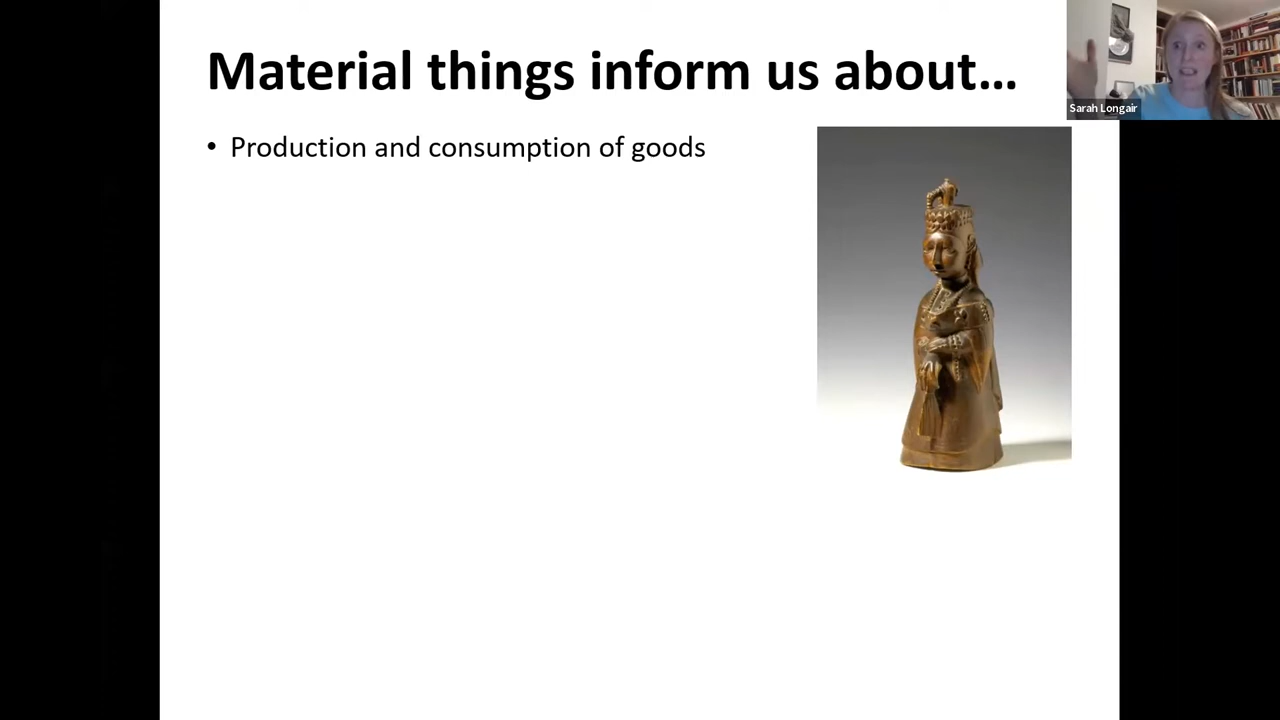 Material things inform us about...
Sarah Longair
• Production and consumption of goods